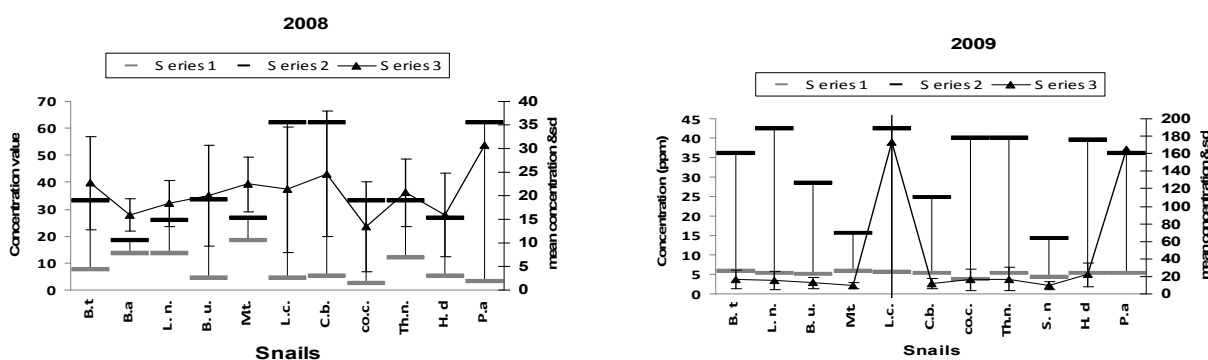 2008
Series 1 Series 2 Series 3
Concentration value
70
60
50
40
30
20
10
0
40
35
30
25
20
15
10
5
0
mean concentration &sd
B.t
B.a
L. n.
B. u.
Mt.
L.c.
C.b.
co.c.
Th.n.
H. d
P.a
Snails
2009
Series 1 Series 2 Series 3
Concentration (ppm)
45
40
35
30
25
20
15
10
5
0
200
180
160
140
120
100
80
60
40
20
0
mean concentration &sd
B. t
L. n.
B. u.
Mt.
L.c.
C.b.
co.c.
Th.n.
S. n
H. d
P.a
Snails